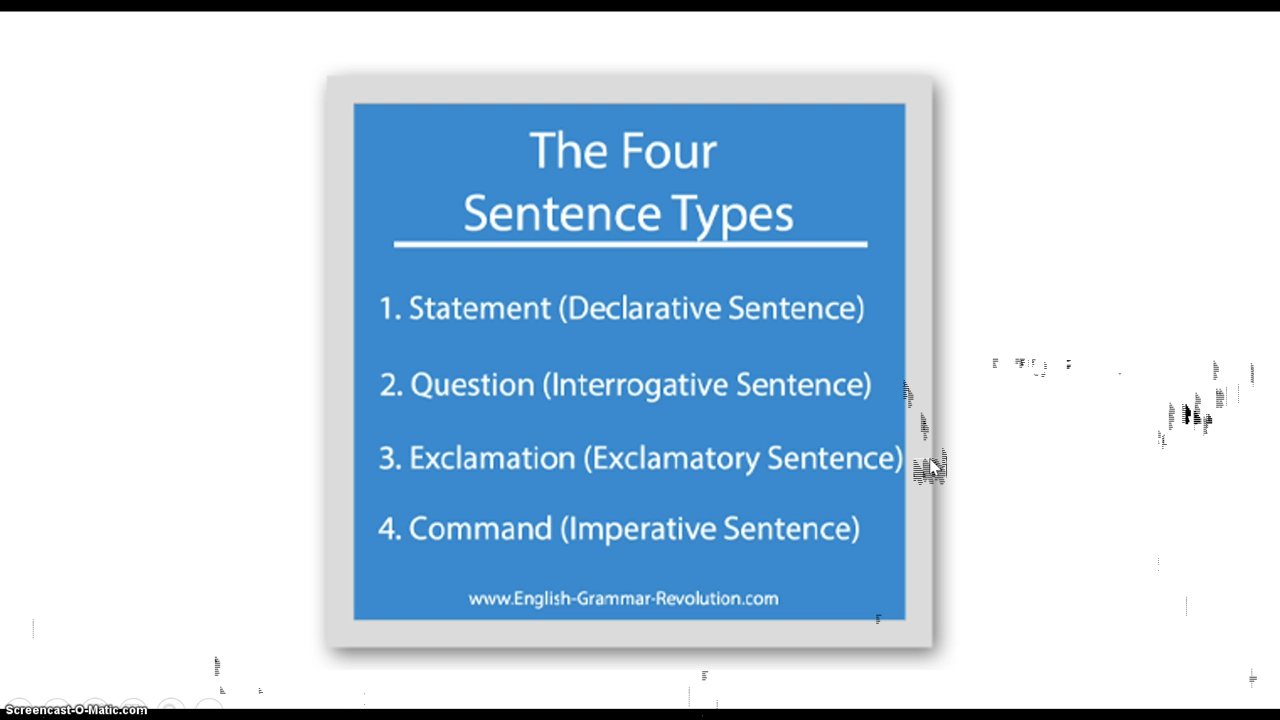 The Four
Sentence Types
1. Statement (Declarative Sentence)
2. Question (Interrogative Sentence)
3. Exclamation (Exclamatory Sentence)
4. Command (Imperative Sentence)
www.English-Grammar-Revolution.com
Screencast-O-Matic.com